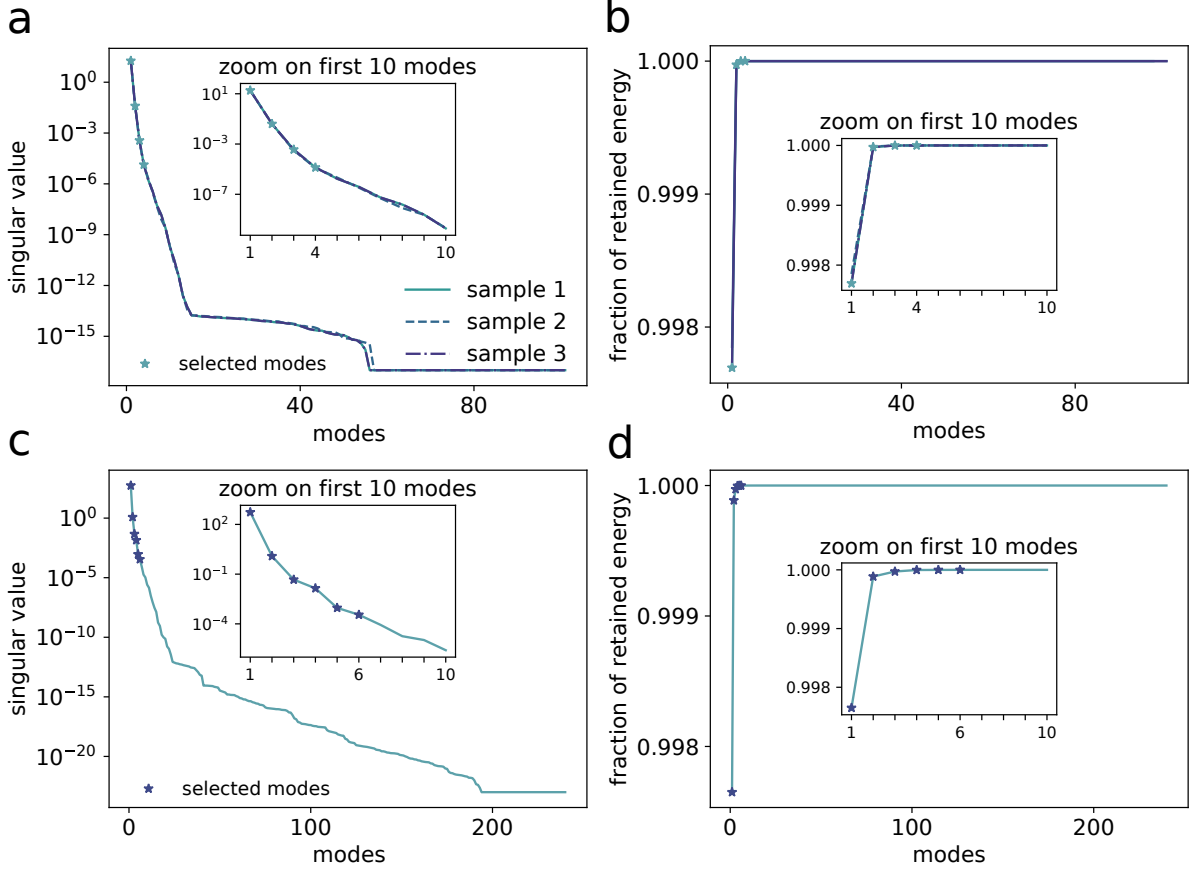 a
zoom on first 10 modes
singular value
10^0
10^−3
10^−6
10^−9
10^−12
10^−15
10^1
10^−3
10^−7
1
4
10
sample 1
sample 2
sample 3
selected modes
0
40
80
modes
b
fraction of retained energy
1.000
0.999
0.998
zoom on first 10 modes
1.000
0.999
0.998
1
4
10
0
40
80
modes
c
zoom on first 10 modes
singular value
10^0
10^−5
10^−10
10^−15
10^−20
10^2
10^−1
10^−4
1
6
10
selected modes
0
100
200
modes
d
fraction of retained energy
1.000
0.999
0.998
zoom on first 10 modes
1.000
0.999
0.998
1
6
10
0
100
200
modes